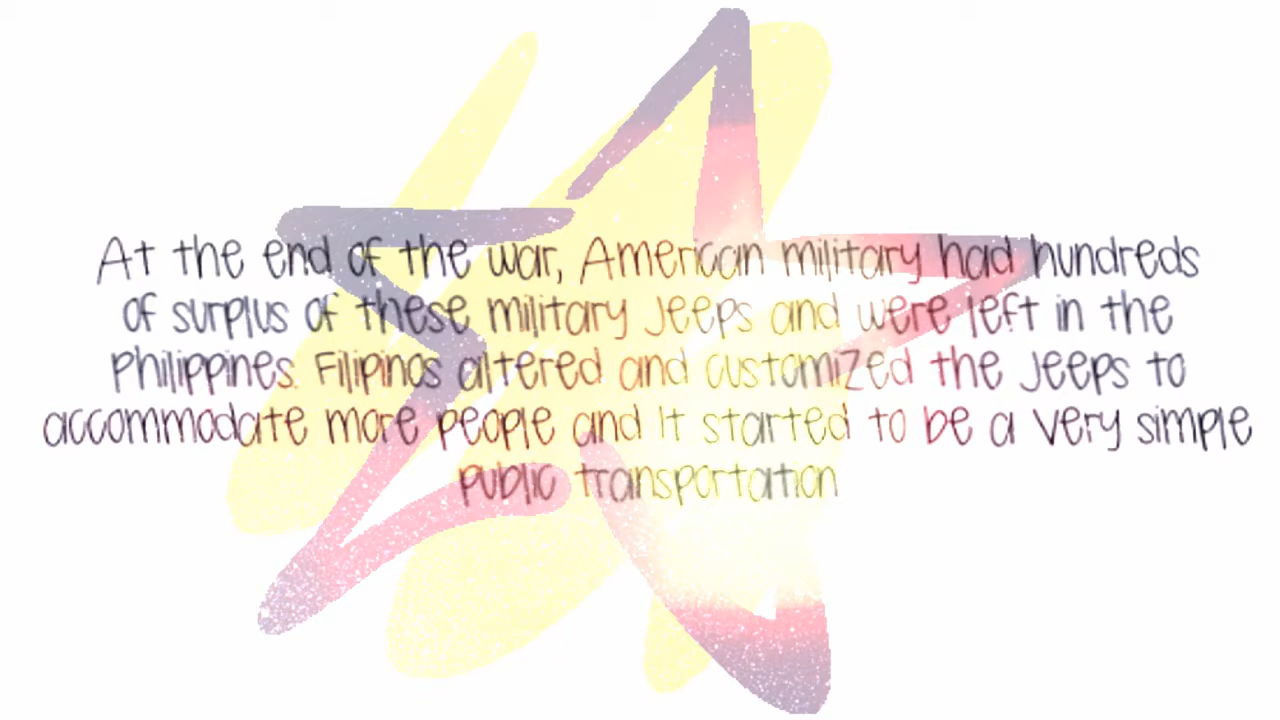 At the end of the war, American military had hundreds
of surplus of these military Jeeps and were left in the
Philippines. Filipinos altered and customized the Jeeps to
accommodate more people and it started to be a very simple
public transportation